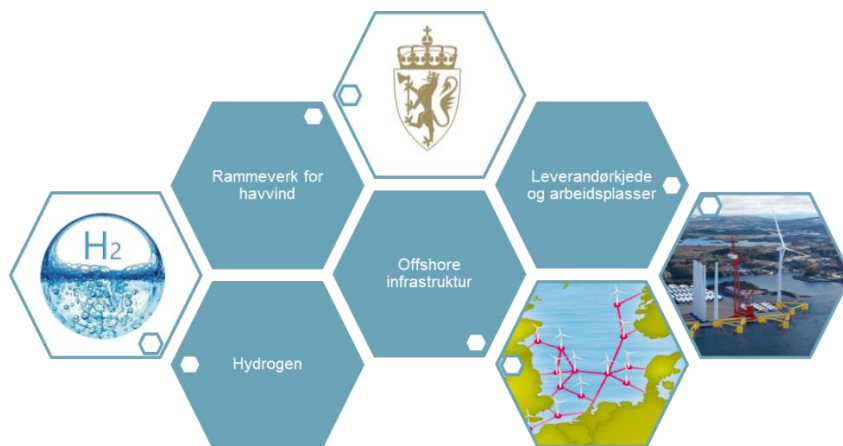 Rammeverk for
havvind
Leverandørkjede
og arbeidsplasser
H2
Offshore
infrastruktur
Hydrogen